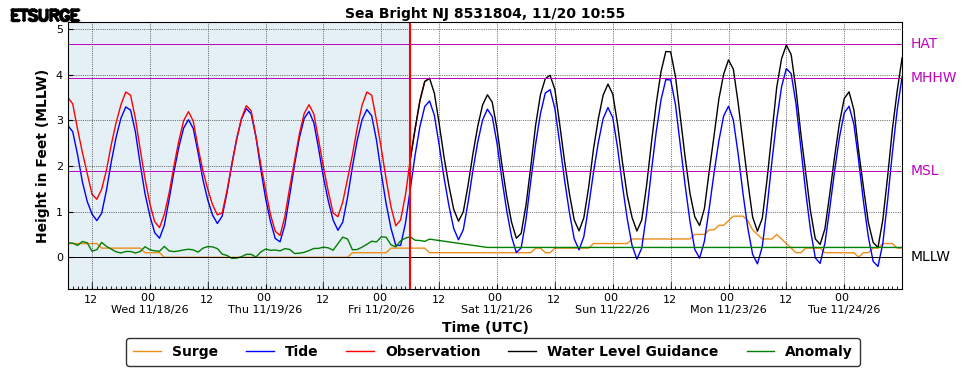 ETSURGE
Sea Bright NJ 8531804, 11/20 10:55
Height in Feet (MLLW)
5
4
3
2
1
0
HAT
MHHW
MSL
MLLW
12 00 12 00 12 00 12 00 12 00 12 00 12 00
Wed 11/18/26 Thu 11/19/26 Fri 11/20/26 Sat 11/21/26 Sun 11/22/26 Mon 11/23/26 Tue 11/24/26
Time (UTC)
Surge Tide Observation Water Level Guidance Anomaly